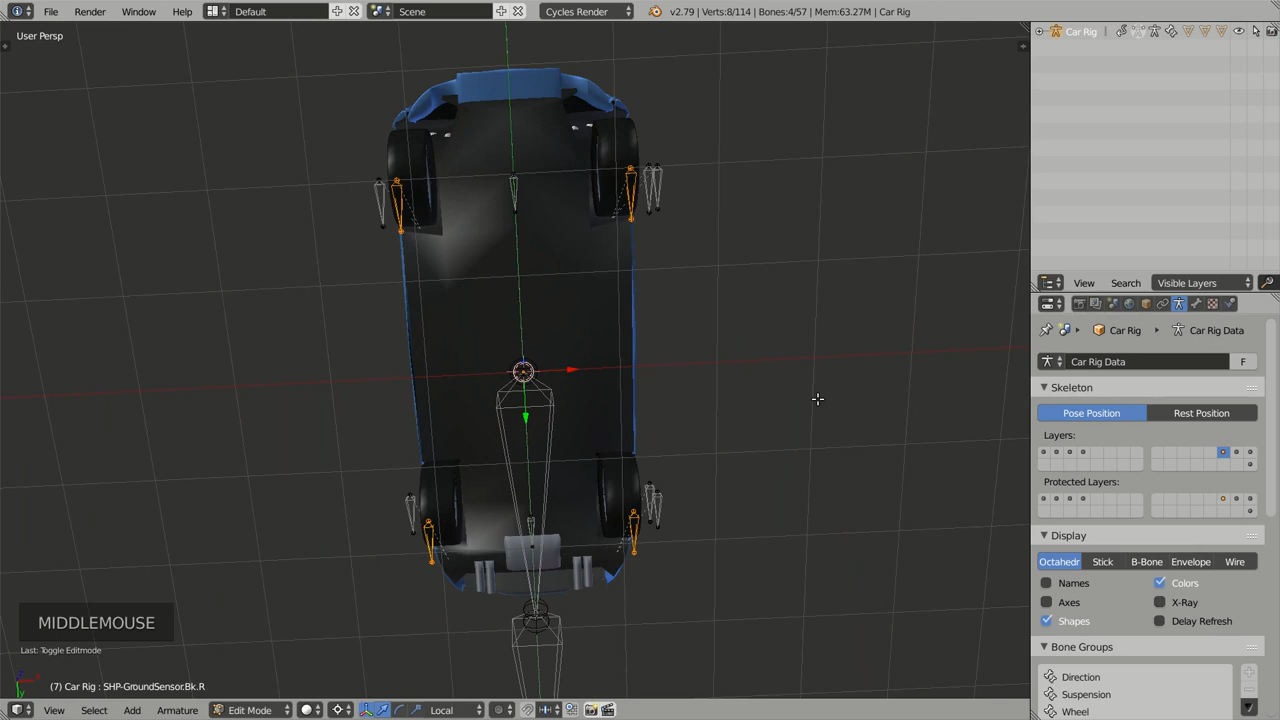 File Render Window Help Default Scene Cycles Render v2.79 | Verts:8/114 | Bones:4/57 | Mem:63.27M | Car Rig
User Persp
Car Rig
View Search Visible Layers
Car Rig Car Rig Data
Car Rig Data F
Skeleton
Pose Position Rest Position
Layers:
Protected Layers:
Display
Octahedr Stick B-Bone Envelope Wire
Names Colors
Axes X-Ray
Shapes Delay Refresh
Bone Groups
Direction
Suspension
Wheel
MIDDLEMOUSE
Last: Toggle Editmode
(7) Car Rig : SHP-GroundSensor.Bk.R
View Select Add Armature Edit Mode Local